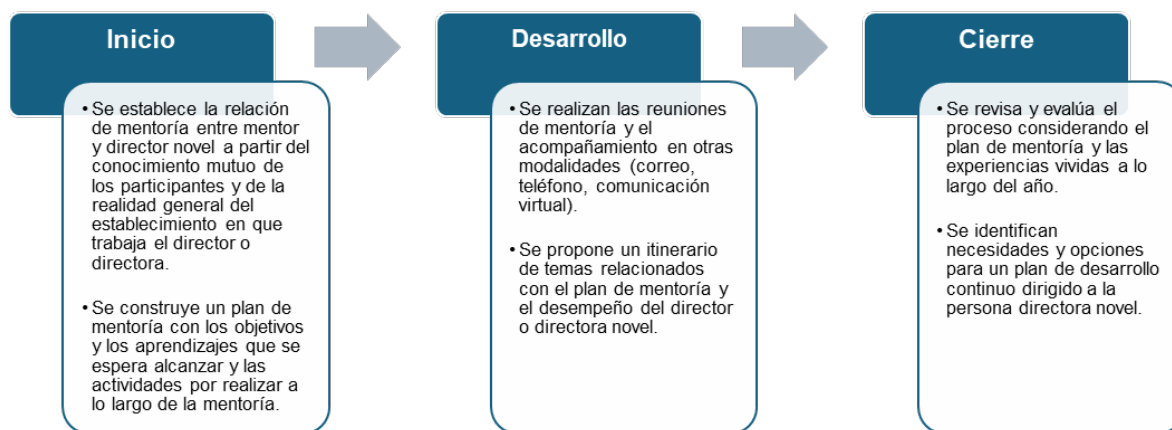 Inicio
• Se establece la relación
de mentoría entre mentor
y director novel a partir del
conocimiento mutuo de
los participantes y de la
realidad general del
establecimiento en que
trabaja el director o
directora.
• Se construye un plan de
mentoría con los objetivos
y los aprendizajes que se
espera alcanzar y las
actividades por realizar a
lo largo de la mentoría.
Desarrollo
• Se realizan las reuniones
de mentoría y el
acompañamiento en otras
modalidades (correo,
teléfono, comunicación
virtual).
• Se propone un itinerario
de temas relacionados
con el plan de mentoría y
el desempeño del director
o directora novel.
Cierre
• Se revisa y evalúa el
proceso considerando el
plan de mentoría y las
experiencias vividas a lo
largo del año.
• Se identifican
necesidades y opciones
para un plan de desarrollo
continuo dirigido a la
persona directora novel.